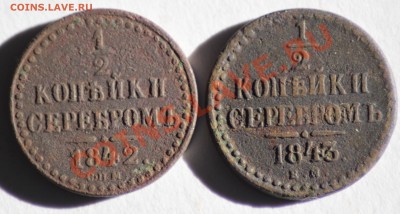 COINS.LAVE.RU
1
2
КОПѢЙКИ
СЕРЕБРОМЪ
1842
1
2
КОПѢЙКИ
СЕРЕБРОМЪ
1843
Е.М
COINS.LAVE.RU